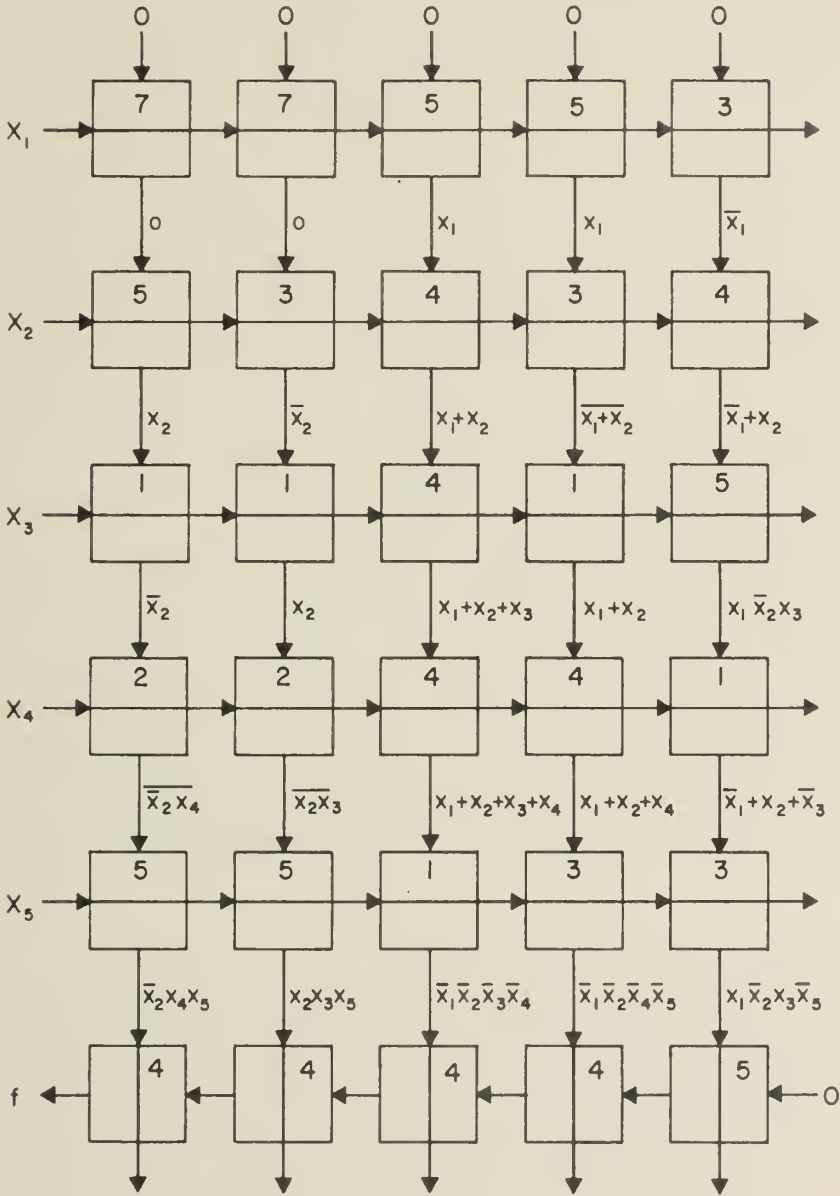 0 0 0 0 0
7 7 5 5 3
X₁
0 0 x₁ x₁ x̄₁
5 3 4 3 4
X₂
x₂ x̄₂ x₁+x₂ \overline{x₁+x₂} x̄₁+x₂
1 1 4 1 5
X₃
x̄₂ x₂ x₁+x₂+x₃ x₁+x₂ x₁x̄₂x₃
2 2 4 4 1
X₄
\overline{x̄₂x₄} \overline{x₂x₃} x₁+x₂+x₃+x₄ x₁+x₂+x₄ x̄₁+x₂+x̄₃
5 5 1 3 3
X₅
x̄₂x₄x₅ x₂x₃x₅ x̄₁x̄₂x̄₃x̄₄ x̄₁x̄₂x̄₄x̄₅ x₁x̄₂x₃x̄₅
4 4 4 4 5
f 0